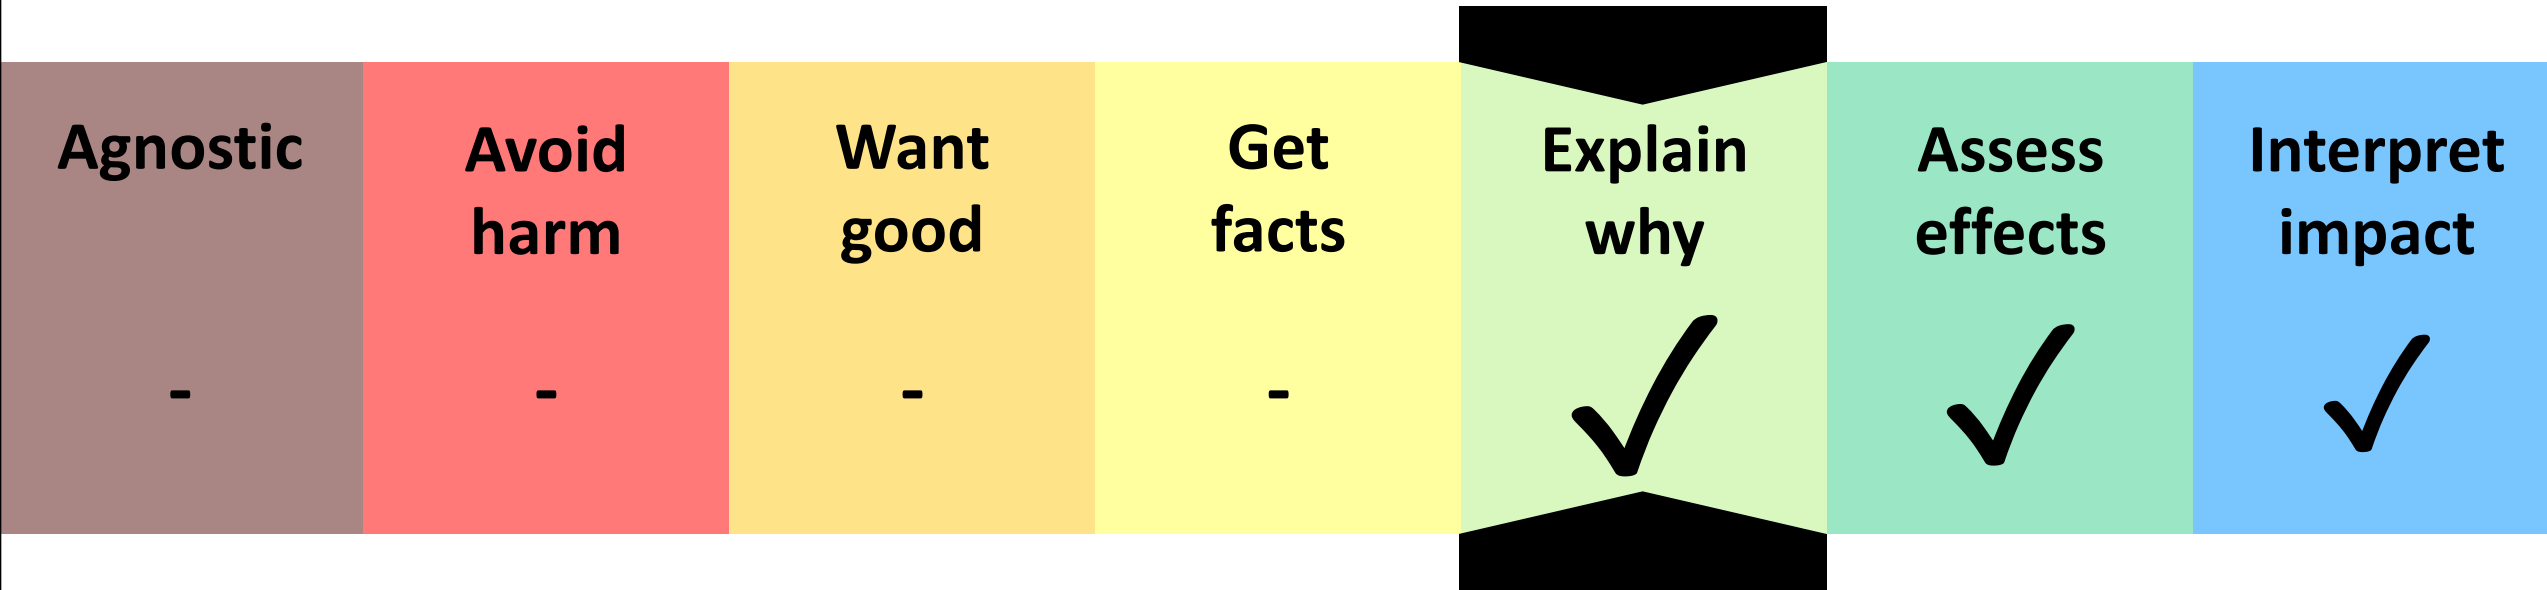 Agnostic
Avoid
harm
Want
good
Get
facts
Explain
why
Assess
effects
Interpret
impact
- - - - ✓ ✓ ✓